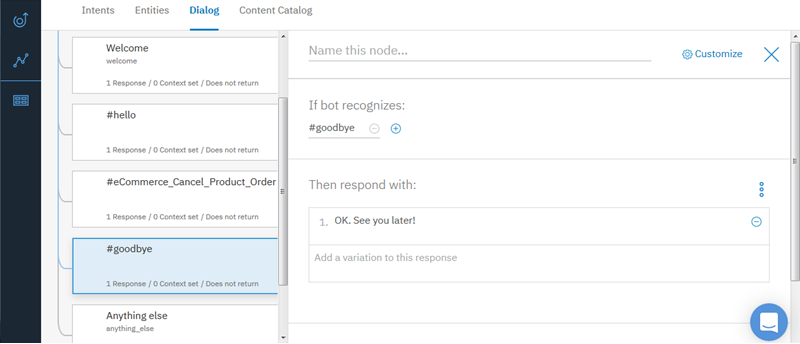 Intents Entities Dialog Content Catalog
Welcome
welcome
1 Response / 0 Context set / Does not return
#hello
1 Response / 0 Context set / Does not return
#eCommerce_Cancel_Product_Order
1 Response / 0 Context set / Does not return
#goodbye
1 Response / 0 Context set / Does not return
Anything else
anything_else
Name this node...
Customize
If bot recognizes:
#goodbye
Then respond with:
1. OK. See you later!
Add a variation to this response